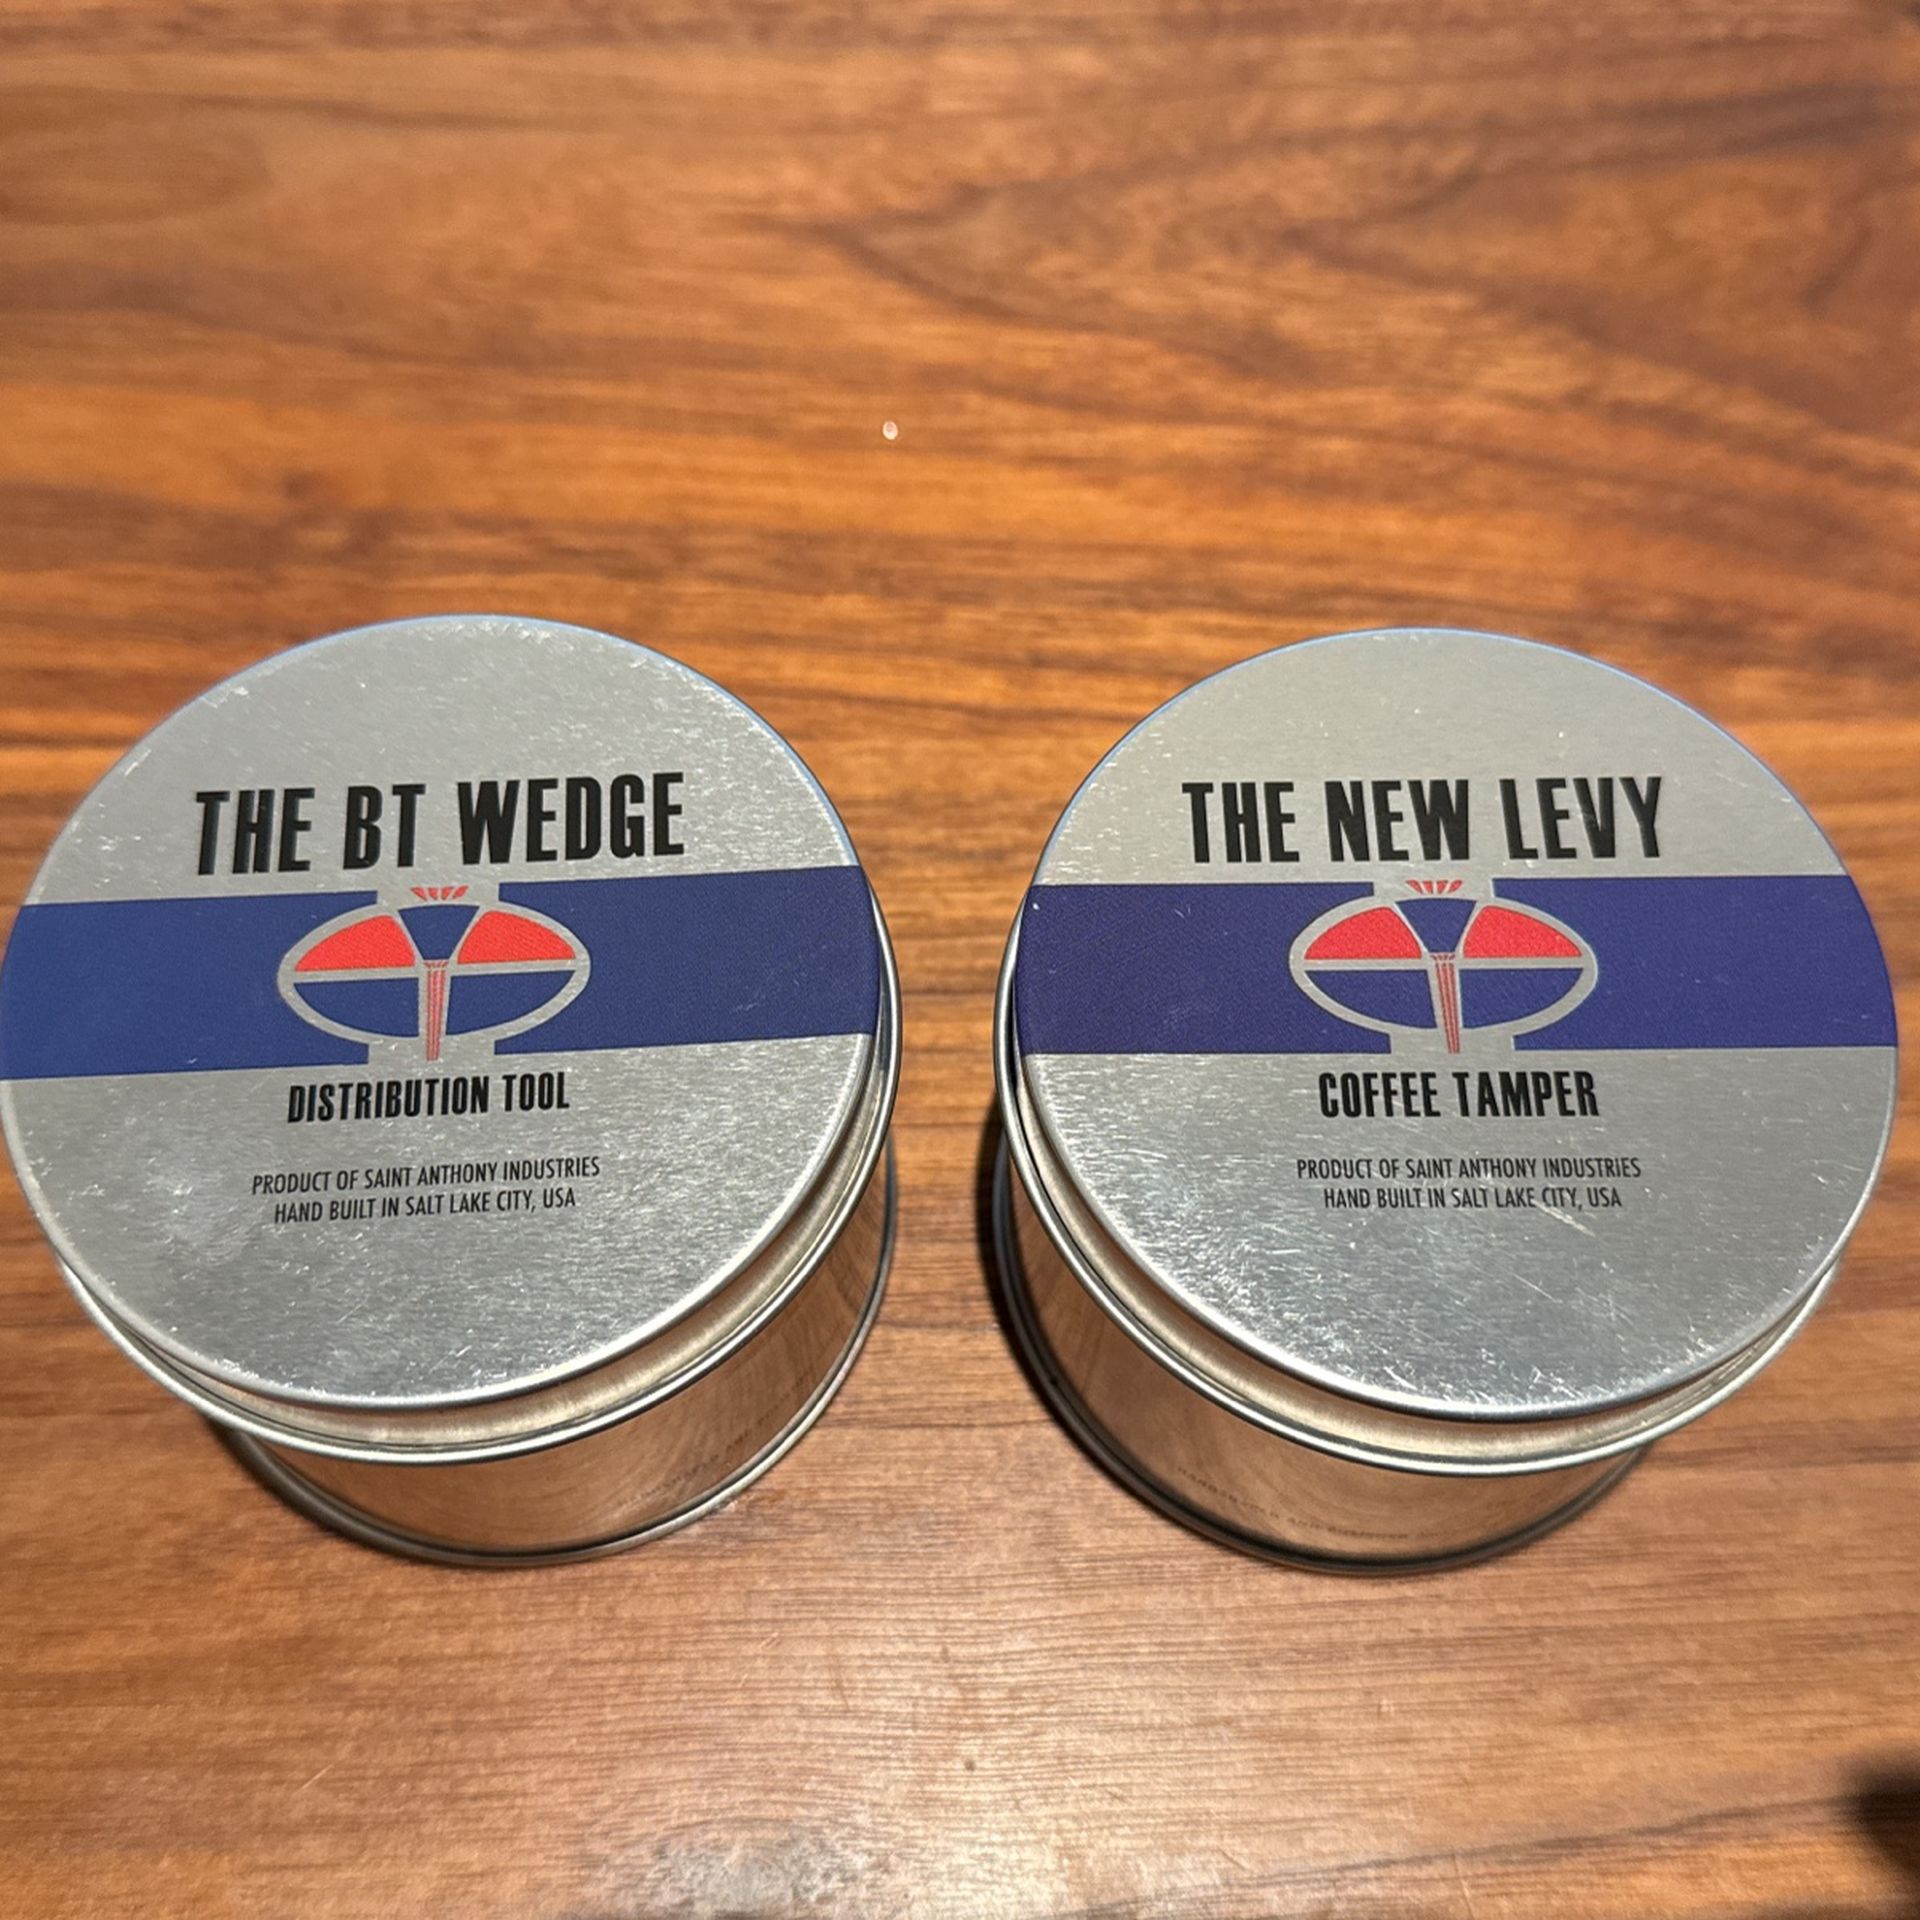 THE BT WEDGE
DISTRIBUTION TOOL
PRODUCT OF SAINT ANTHONY INDUSTRIES
HAND BUILT IN SALT LAKE CITY, USA
THE NEW LEVY
COFFEE TAMPER
PRODUCT OF SAINT ANTHONY INDUSTRIES
HAND BUILT IN SALT LAKE CITY, USA